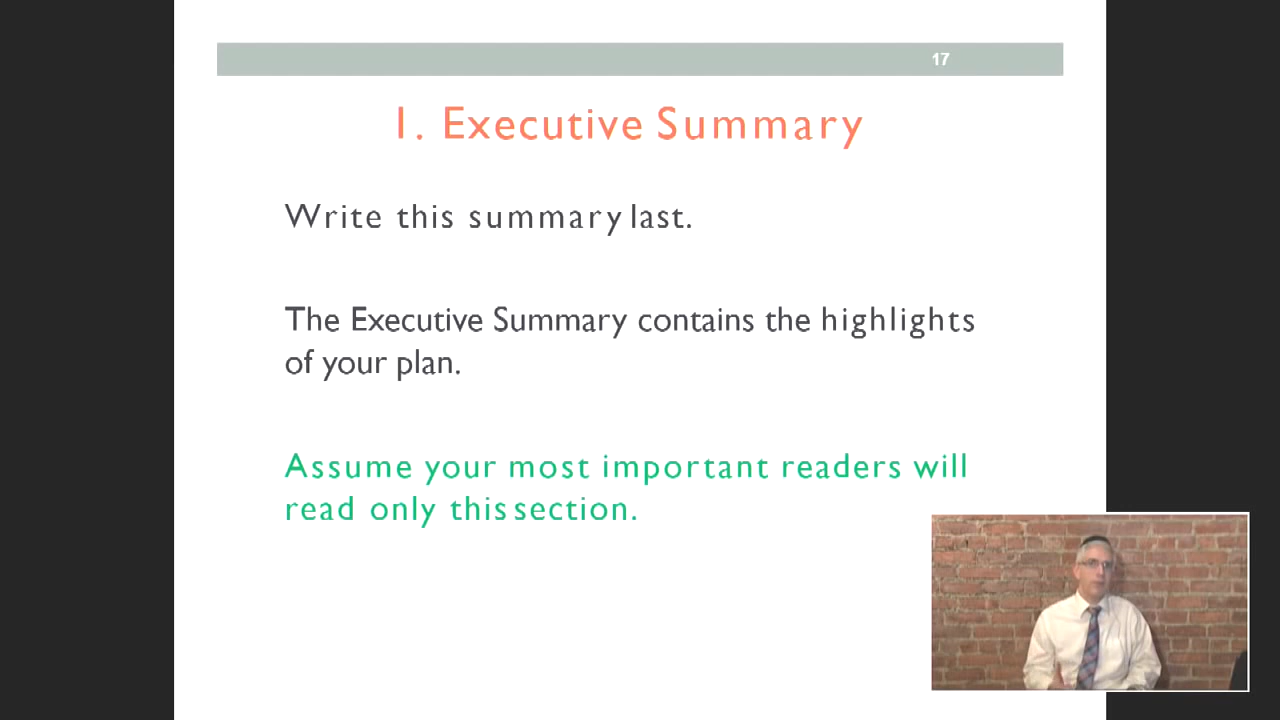 17
1. Executive Summary
Write this summary last.
The Executive Summary contains the highlights
of your plan.
Assume your most important readers will
read only this section.